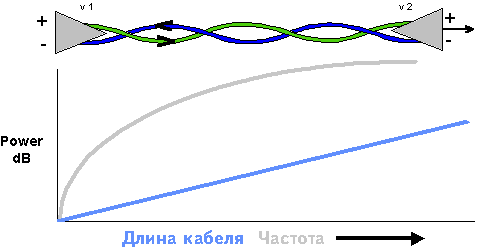 v 1
v 2
+
+
-
-
Power
dB
Длина кабеля Частота